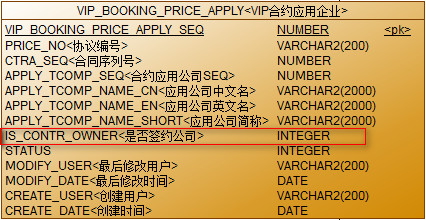 VIP_BOOKING_PRICE_APPLY<VIP合约应用企业>
VIP_BOOKING_PRICE_APPLY_SEQ NUMBER <pk>
PRICE_NO<协议编号> VARCHAR2(200)
CTRA_SEQ<合同序列号> NUMBER
APPLY_TCOMP_SEQ<合约应用公司SEQ> NUMBER
APPLY_TCOMP_NAME_CN<应用公司中文名> VARCHAR2(2000)
APPLY_TCOMP_NAME_EN<应用公司英文名> VARCHAR2(2000)
APPLY_TCOMP_NAME_SHORT<应用公司简称> VARCHAR2(2000)
IS_CONTR_OWNER<是否签约公司> INTEGER
STATUS INTEGER
MODIFY_USER<最后修改用户> VARCHAR2(200)
MODIFY_DATE<最后修改时间> DATE
CREATE_USER<创建用户> VARCHAR2(200)
CREATE_DATE<创建时间> DATE